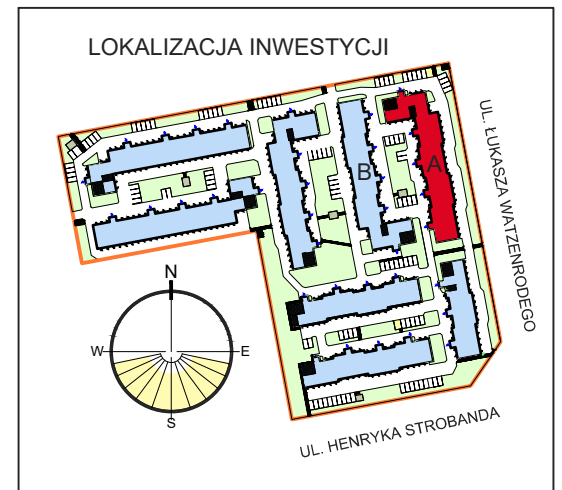 LOKALIZACJA INWESTYCJI
A
B
UL. ŁUKASZA WATZENRODEGO
N
W
E
S
UL. HENRYKA STROBANDA